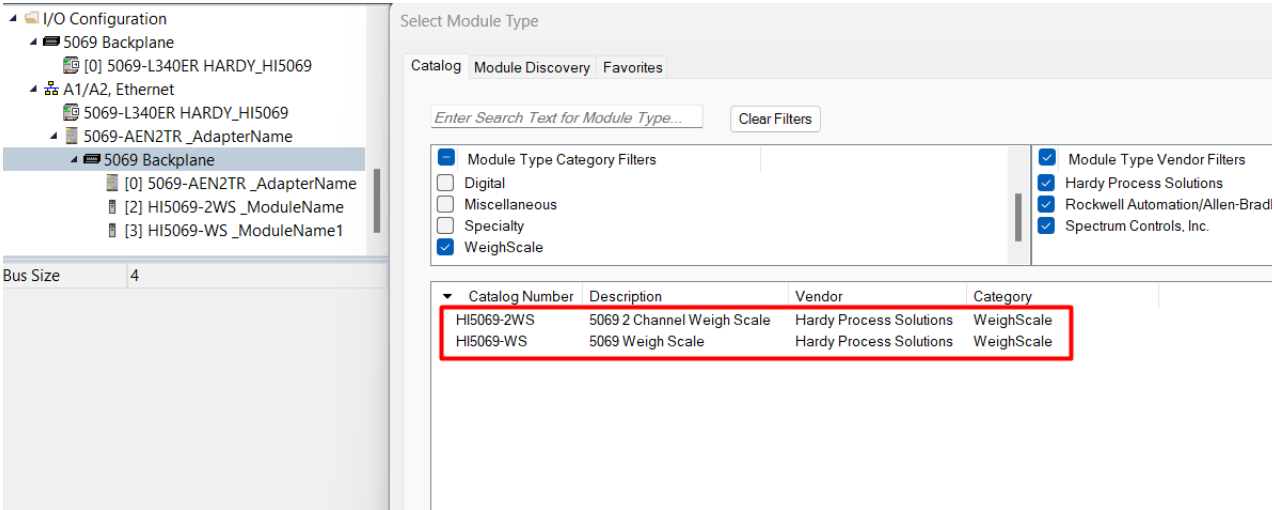 I/O Configuration
5069 Backplane
[0] 5069-L340ER HARDY_HI5069
A1/A2, Ethernet
5069-L340ER HARDY_HI5069
5069-AEN2TR _AdapterName
5069 Backplane
[0] 5069-AEN2TR _AdapterName
[2] HI5069-2WS _ModuleName
[3] HI5069-WS _ModuleName1
Bus Size 4
Select Module Type
Catalog Module Discovery Favorites
Enter Search Text for Module Type... Clear Filters
Module Type Category Filters
Digital
Miscellaneous
Specialty
WeighScale
Module Type Vendor Filters
Hardy Process Solutions
Rockwell Automation/Allen-Bradl
Spectrum Controls, Inc.
Catalog Number Description Vendor Category
HI5069-2WS 5069 2 Channel Weigh Scale Hardy Process Solutions WeighScale
HI5069-WS 5069 Weigh Scale Hardy Process Solutions WeighScale